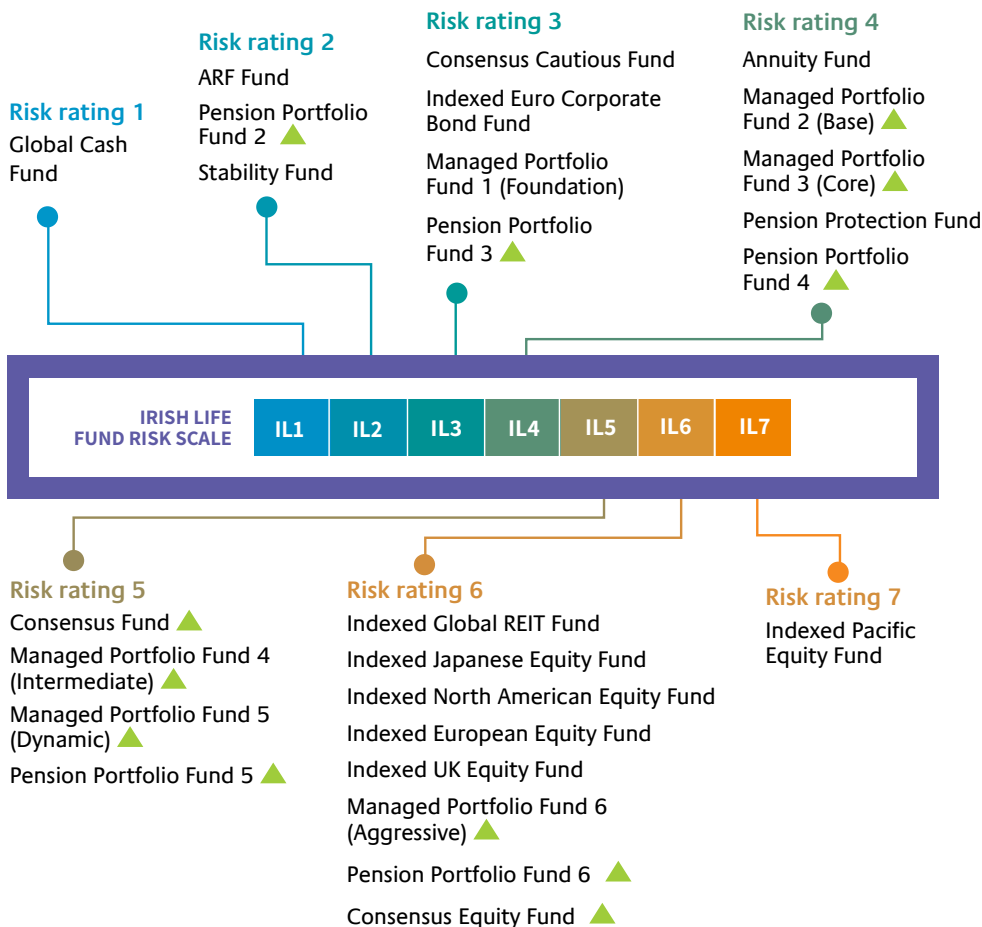 Risk rating 1
Global Cash
Fund
Risk rating 2
ARF Fund
Pension Portfolio
Fund 2
Stability Fund
Risk rating 3
Consensus Cautious Fund
Indexed Euro Corporate
Bond Fund
Managed Portfolio
Fund 1 (Foundation)
Pension Portfolio
Fund 3
Risk rating 4
Annuity Fund
Managed Portfolio
Fund 2 (Base)
Managed Portfolio
Fund 3 (Core)
Pension Protection Fund
Pension Portfolio
Fund 4
IRISH LIFE
FUND RISK SCALE
IL1 IL2 IL3 IL4 IL5 IL6 IL7
Risk rating 5
Consensus Fund
Managed Portfolio Fund 4
(Intermediate)
Managed Portfolio Fund 5
(Dynamic)
Pension Portfolio Fund 5
Risk rating 6
Indexed Global REIT Fund
Indexed Japanese Equity Fund
Indexed North American Equity Fund
Indexed European Equity Fund
Indexed UK Equity Fund
Managed Portfolio Fund 6
(Aggressive)
Pension Portfolio Fund 6
Consensus Equity Fund
Risk rating 7
Indexed Pacific
Equity Fund